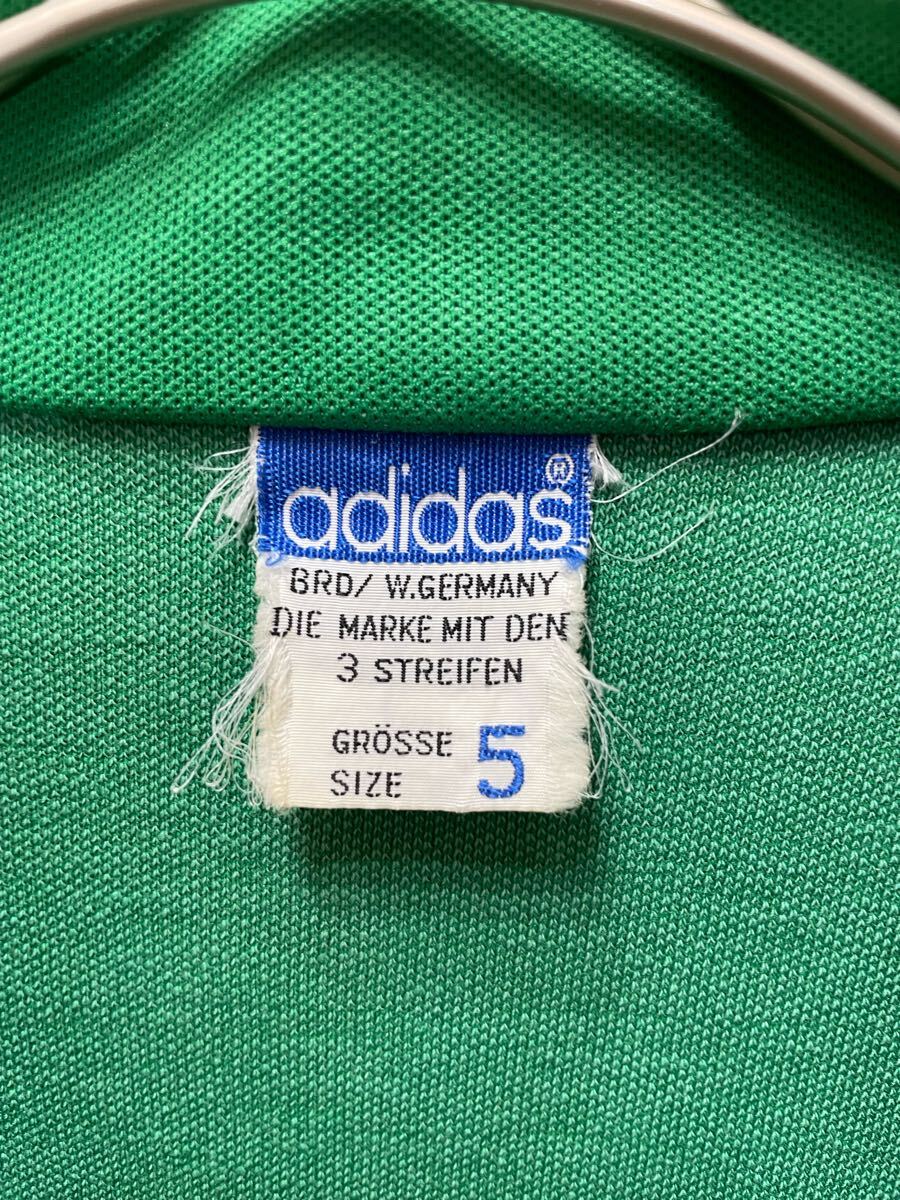 adidas®
BRD/ W.GERMANY
DIE MARKE MIT DEN
3 STREIFEN
GRÖSSE 5
SIZE